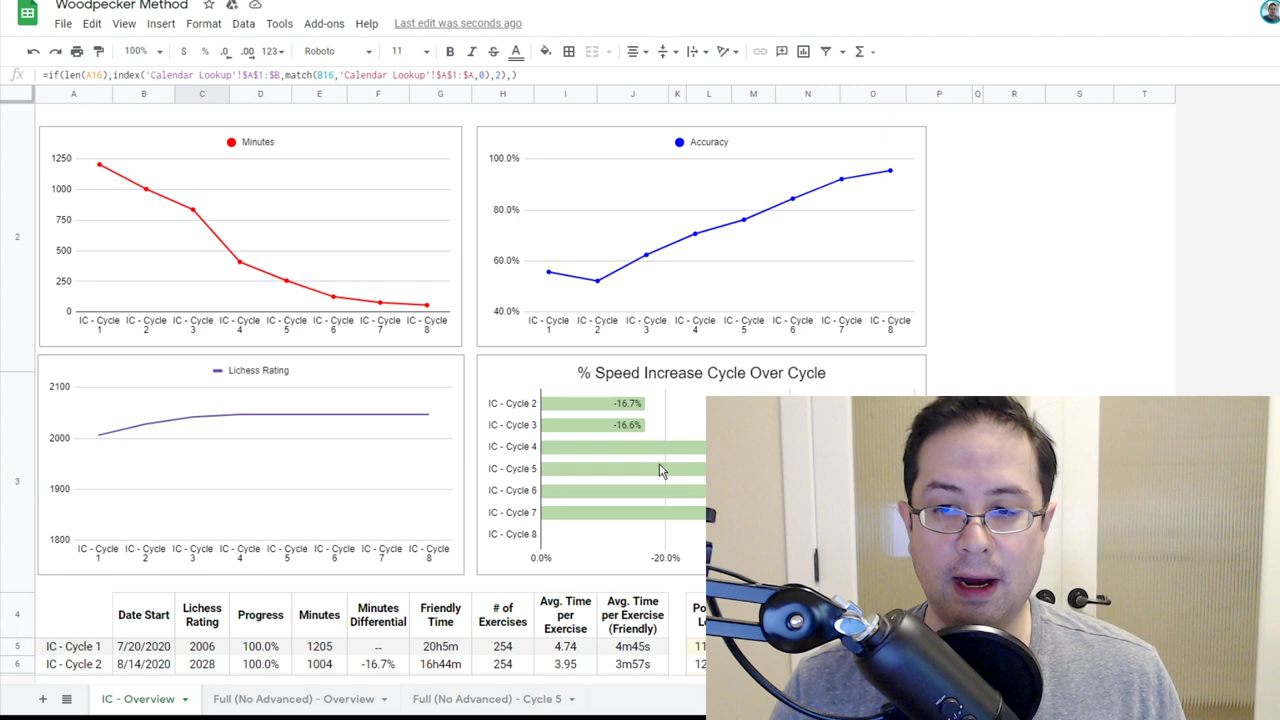 Woodpecker Method
File Edit View Insert Format Data Tools Add-ons Help Last edit was seconds ago
100% $ % .0 .00 123 Roboto 11 B I S A
fx =if(len(A16),index('Calendar Lookup'!$A$1:$B,match(B16,'Calendar Lookup'!$A$1:$A,0),2),)
A B C D E F G H I J K L M N O P Q R S T
2
Minutes
1250
1000
750
500
250
0
IC - Cycle 1 IC - Cycle 2 IC - Cycle 3 IC - Cycle 4 IC - Cycle 5 IC - Cycle 6 IC - Cycle 7 IC - Cycle 8
Accuracy
100.0%
80.0%
60.0%
40.0%
IC - Cycle 1 IC - Cycle 2 IC - Cycle 3 IC - Cycle 4 IC - Cycle 5 IC - Cycle 6 IC - Cycle 7 IC - Cycle 8
3
Lichess Rating
2100
2000
1900
1800
IC - Cycle 1 IC - Cycle 2 IC - Cycle 3 IC - Cycle 4 IC - Cycle 5 IC - Cycle 6 IC - Cycle 7 IC - Cycle 8
% Speed Increase Cycle Over Cycle
IC - Cycle 2 -16.7%
IC - Cycle 3 -16.6%
IC - Cycle 4
IC - Cycle 5
IC - Cycle 6
IC - Cycle 7
IC - Cycle 8
0.0% -20.0%
4 Date Start Lichess Rating Progress Minutes Minutes Differential Friendly Time # of Exercises Avg. Time per Exercise Avg. Time per Exercise (Friendly)
5 IC - Cycle 1 7/20/2020 2006 100.0% 1205 -- 20h5m 254 4.74 4m45s
6 IC - Cycle 2 8/14/2020 2028 100.0% 1004 -16.7% 16h44m 254 3.95 3m57s
IC - Overview Full (No Advanced) - Overview Full (No Advanced) - Cycle 5